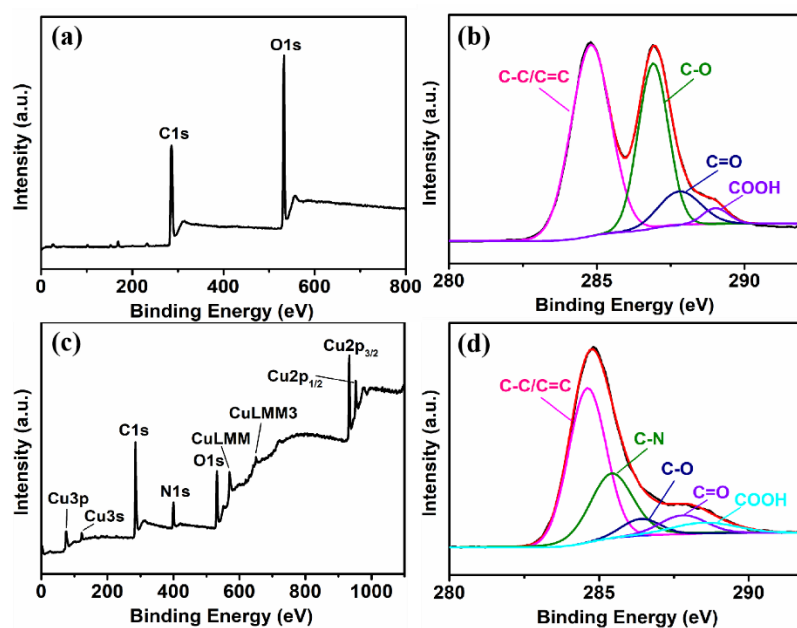 (a)
O1s
C1s
Intensity (a.u.)
0 200 400 600 800
Binding Energy (eV)
(b)
C-C/C=C
C-O
C=O
COOH
Intensity (a.u.)
280 285 290
Binding Energy (eV)
(c)
Cu2p3/2
Cu2p1/2
C1s
CuLMM3
CuLMM
O1s
N1s
Cu3p
Cu3s
Intensity (a.u.)
0 200 400 600 800 1000
Binding Energy (eV)
(d)
C-C/C=C
C-N
C-O
C=O
COOH
Intensity (a.u.)
280 285 290
Binding Energy (eV)